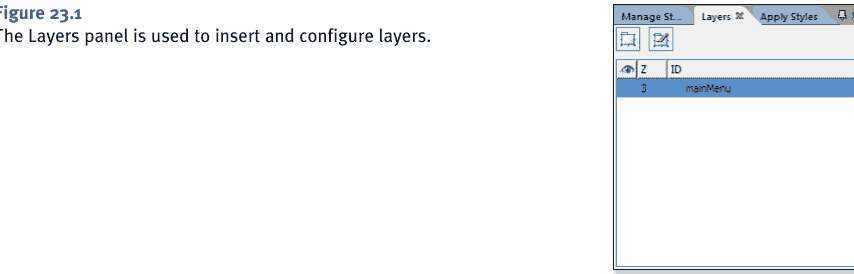 Figure 23.1
The Layers panel is used to insert and configure layers.
Manage St... Layers Apply Styles
Z ID
3 mainMenu